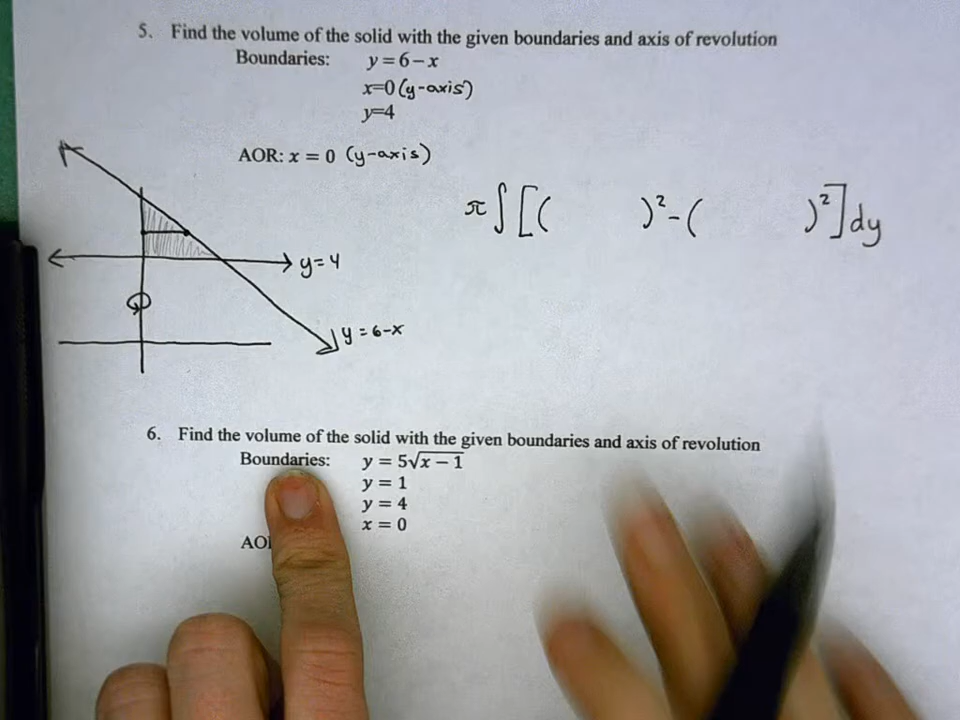 5. Find the volume of the solid with the given boundaries and axis of revolution
Boundaries: y = 6 − x
x=0 (y-axis)
y=4
AOR: x = 0 (y-axis)
π∫[( )² - ( )²]dy
y=4
y=6-x
6. Find the volume of the solid with the given boundaries and axis of revolution
Boundaries: y = 5√x − 1
y = 1
y = 4
x = 0